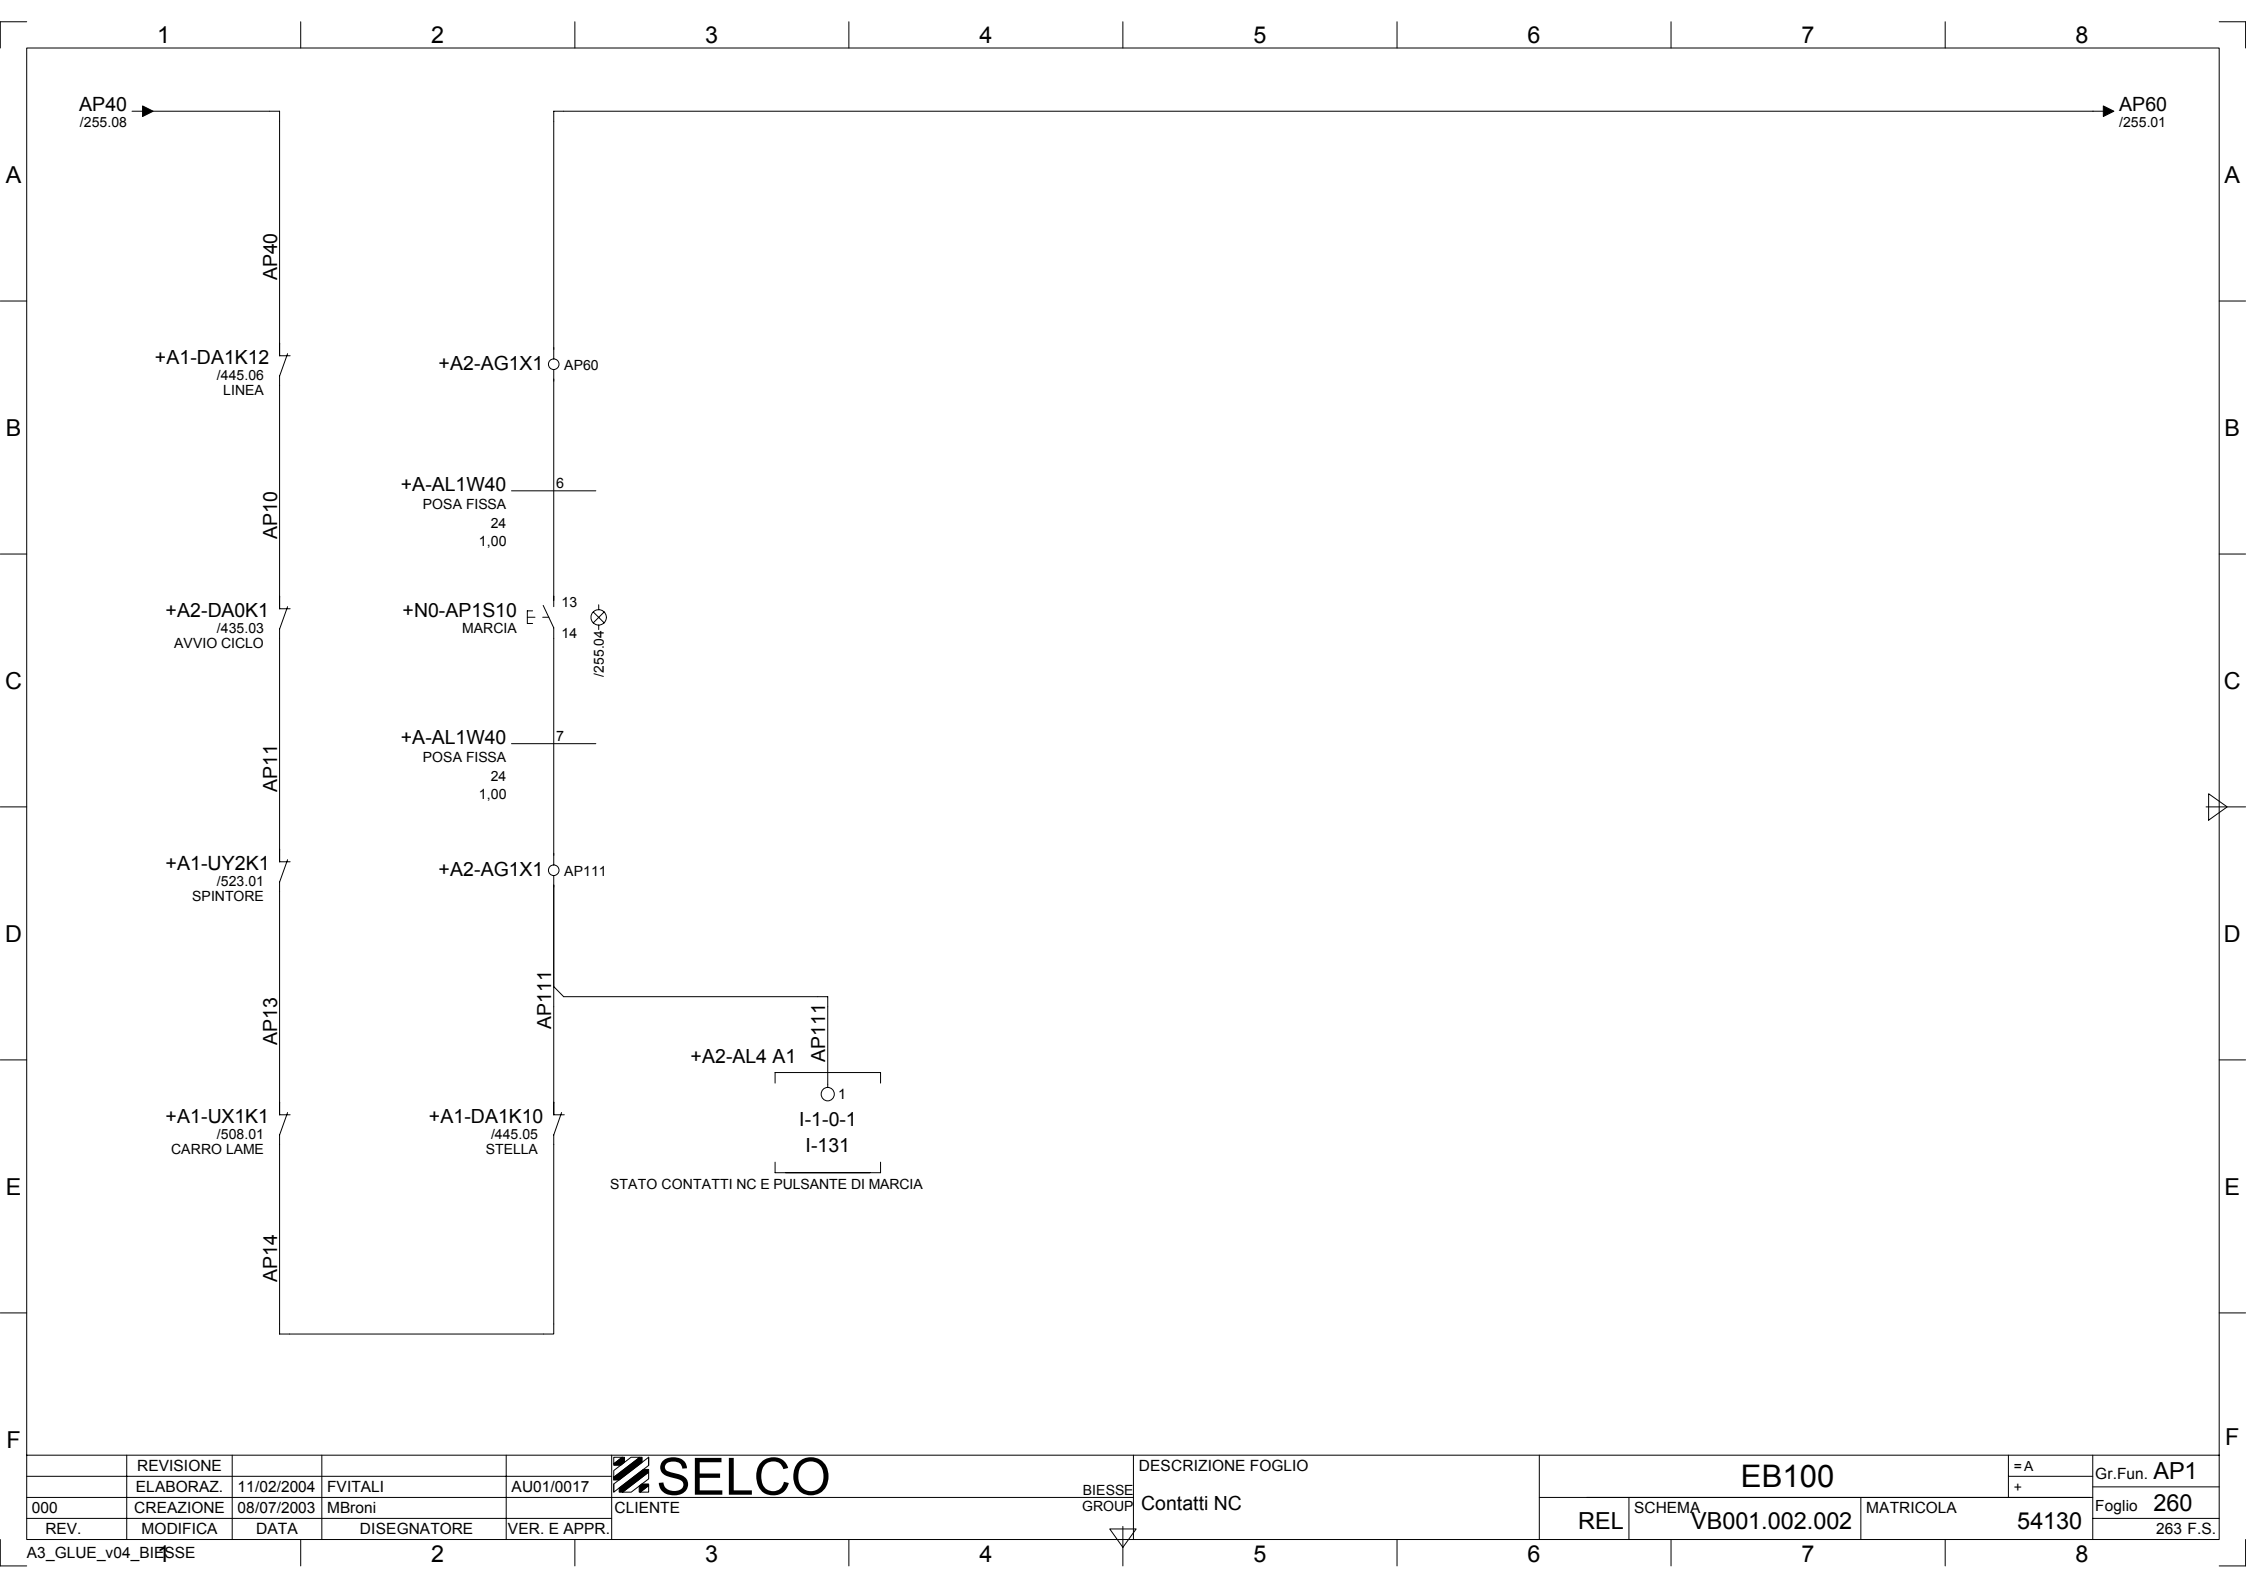 1 2 3 4 5 6 7 8
AP40
/255.08
AP60
/255.01
A A
AP40
+A1-DA1K12
/445.06
LINEA
+A2-AG1X1 AP60
B B
AP10
+A-AL1W40 6
POSA FISSA
24
1,00
+A2-DA0K1
/435.03
AVVIO CICLO
+N0-AP1S10 13
MARCIA 14
/255.04
C C
AP11
+A-AL1W40 7
POSA FISSA
24
1,00
+A1-UY2K1
/523.01
SPINTORE
+A2-AG1X1 AP111
D D
AP13
AP111
AP111
+A2-AL4 A1
1
I-1-0-1
I-131
STATO CONTATTI NC E PULSANTE DI MARCIA
+A1-UX1K1
/508.01
CARRO LAME
+A1-DA1K10
/445.05
STELLA
E E
AP14
F F
REVISIONE
ELABORAZ. 11/02/2004 FVITALI AU01/0017
000 CREAZIONE 08/07/2003 MBroni
REV. MODIFICA DATA DISEGNATORE VER. E APPR.
SELCO
CLIENTE
BIESSE
GROUP
DESCRIZIONE FOGLIO
Contatti NC
EB100
REL SCHEMA VB001.002.002 MATRICOLA 54130
=A
+
Gr.Fun. AP1
Foglio 260
263 F.S.
A3_GLUE_v04_BIESSE
1 2 3 4 5 6 7 8